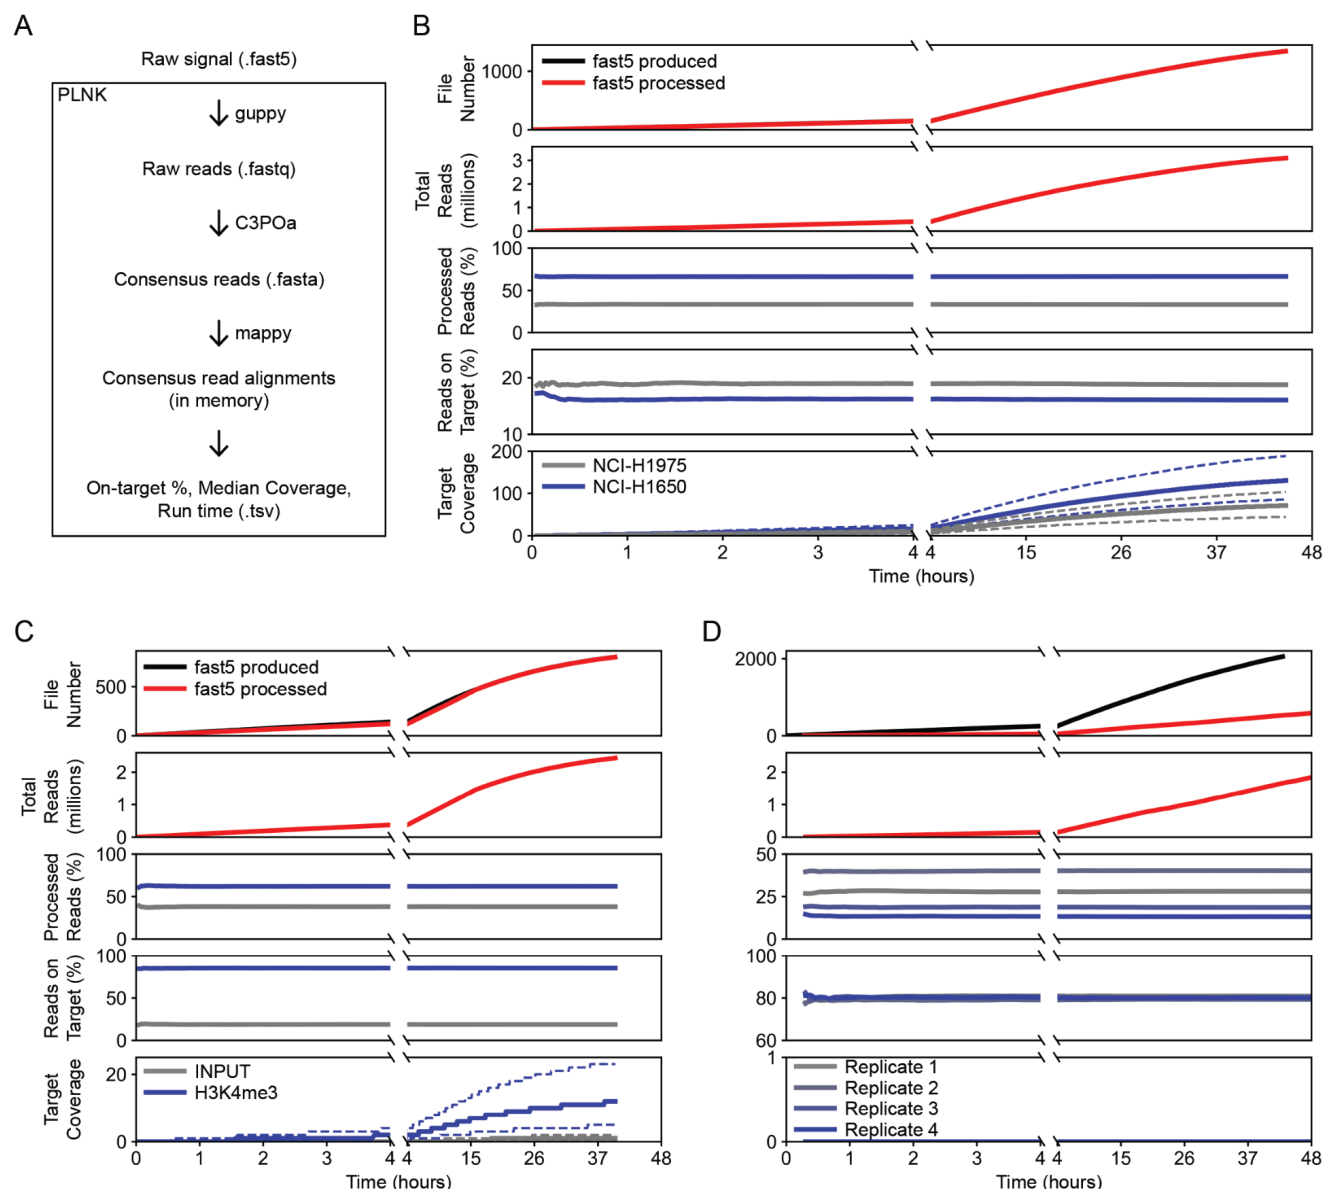 A
Raw signal (.fast5)
PLNK
guppy
Raw reads (.fastq)
C3POa
Consensus reads (.fasta)
mappy
Consensus read alignments
(in memory)
On-target %, Median Coverage,
Run time (.tsv)
B
File
Number
1000
0
fast5 produced
fast5 processed
Total
Reads
(millions)
3
2
1
0
Processed
Reads (%)
100
50
0
Reads on
Target (%)
20
10
Target
Coverage
200
100
0
NCI-H1975
NCI-H1650
0 1 2 3 4 4 15 26 37 48
Time (hours)
C
File
Number
500
0
fast5 produced
fast5 processed
Total
Reads
(millions)
2
1
0
Processed
Reads (%)
100
50
0
Reads on
Target (%)
100
50
0
Target
Coverage
20
10
0
INPUT
H3K4me3
0 1 2 3 4 4 15 26 37 48
Time (hours)
D
2000
0
2
1
0
50
25
0
100
80
60
1
0
Replicate 1
Replicate 2
Replicate 3
Replicate 4
0 1 2 3 4 4 15 26 37 48
Time (hours)